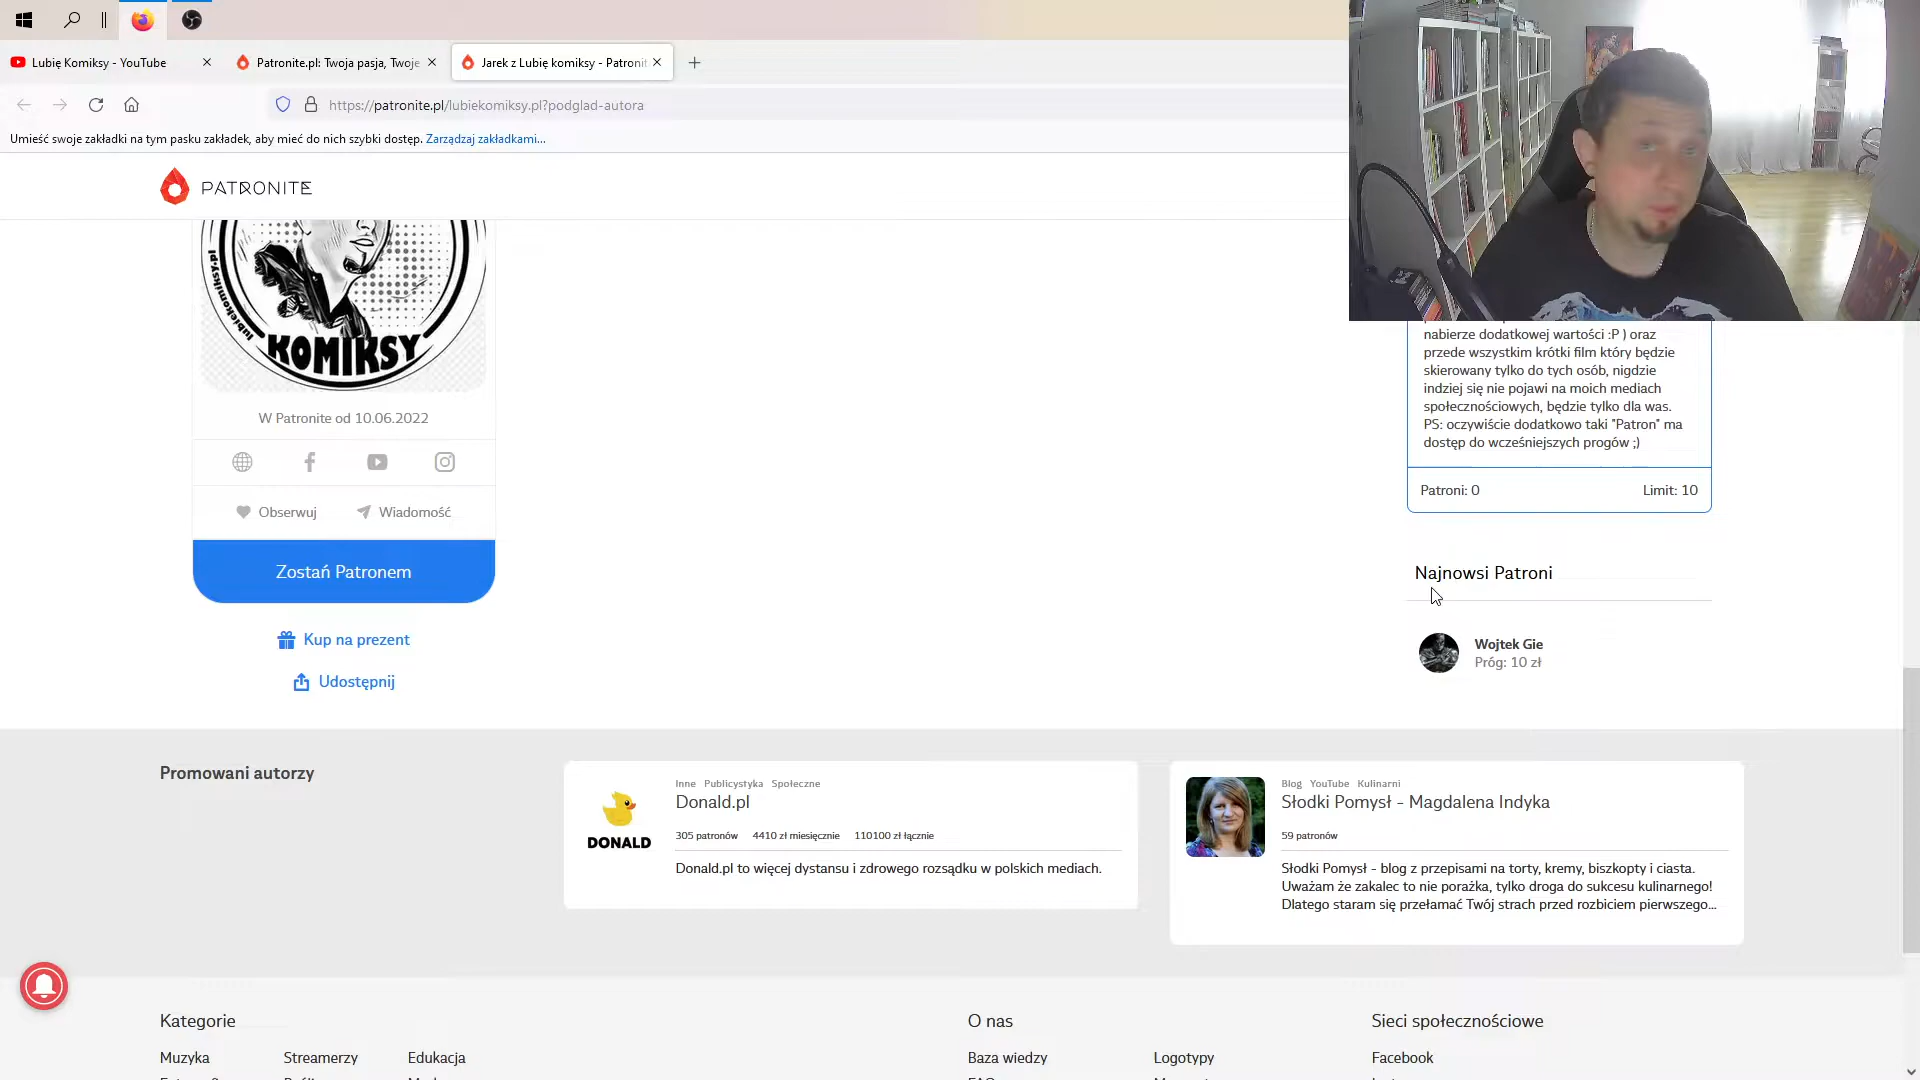 Lubię Komiksy - YouTube
Patronite.pl: Twoja pasja, Twoje
Jarek z Lubię komiksy - Patronit
https://patronite.pl/lubiekomiksy.pl?podglad-autora
Umieść swoje zakładki na tym pasku zakładek, aby mieć do nich szybki dostęp. Zarządzaj zakładkami...
PATRONITE
lubiekomiksy.pl
KOMIKSY
W Patronite od 10.06.2022
Obserwuj
Wiadomość
Zostań Patronem
Kup na prezent
Udostępnij
nabierze dodatkowej wartości :P ) oraz
przede wszystkim krótki film który będzie
skierowany tylko do tych osób, nigdzie
indziej się nie pojawi na moich mediach
społecznościowych, będzie tylko dla was.
PS: oczywiście dodatkowo taki "Patron" ma
dostęp do wcześniejszych progów ;)
Patroni: 0
Limit: 10
Najnowsi Patroni
Wojtek Gie
Próg: 10 zł
Promowani autorzy
DONALD
Inne Publicystyka Społeczne
Donald.pl
305 patronów 4410 zł miesięcznie 110100 zł łącznie
Donald.pl to więcej dystansu i zdrowego rozsądku w polskich mediach.
Blog YouTube Kulinarni
Słodki Pomysł - Magdalena Indyka
59 patronów
Słodki Pomysł - blog z przepisami na torty, kremy, biszkopty i ciasta.
Uważam że zakalec to nie porażka, tylko droga do sukcesu kulinarnego!
Dlatego staram się przełamać Twój strach przed rozbiciem pierwszego...
Kategorie
O nas
Sieci społecznościowe
Muzyka
Streamerzy
Edukacja
Baza wiedzy
Logotypy
Facebook